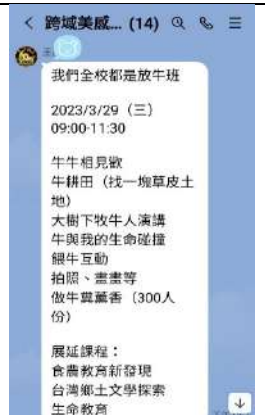 跨域美感... (14)
我們全校都是放牛班
2023/3/29（三）
09:00-11:30
牛牛相見歡
牛耕田（找一塊草皮土
地）
大樹下牧牛人演講
牛與我的生命碰撞
餵牛互動
拍照、畫畫等
做牛糞薰香（300人
份）
展延課程：
食農教育新發現
台灣鄉土文學探索
生命教育